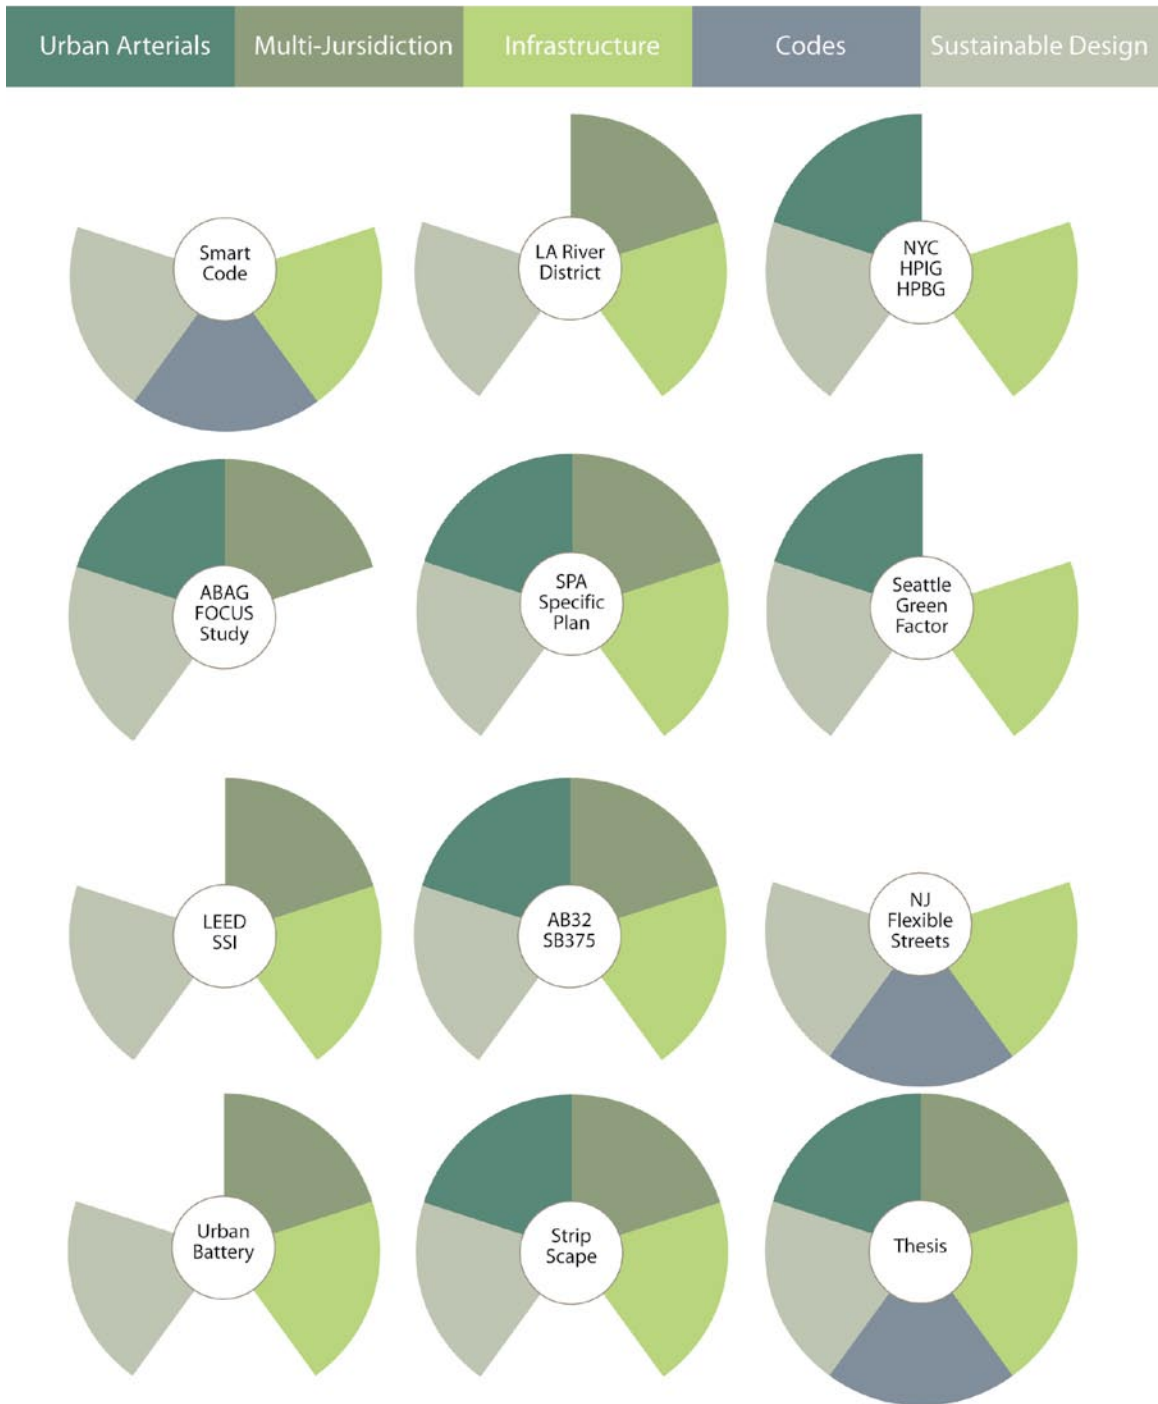 Urban Arterials
Multi-Jursidiction
Infrastructure
Codes
Sustainable Design
Smart
Code
LA River
District
NYC
HPIG
HPBG
ABAG
FOCUS
Study
SPA
Specific
Plan
Seattle
Green
Factor
LEED
SSI
AB32
SB375
NJ
Flexible
Streets
Urban
Battery
Strip
Scape
Thesis